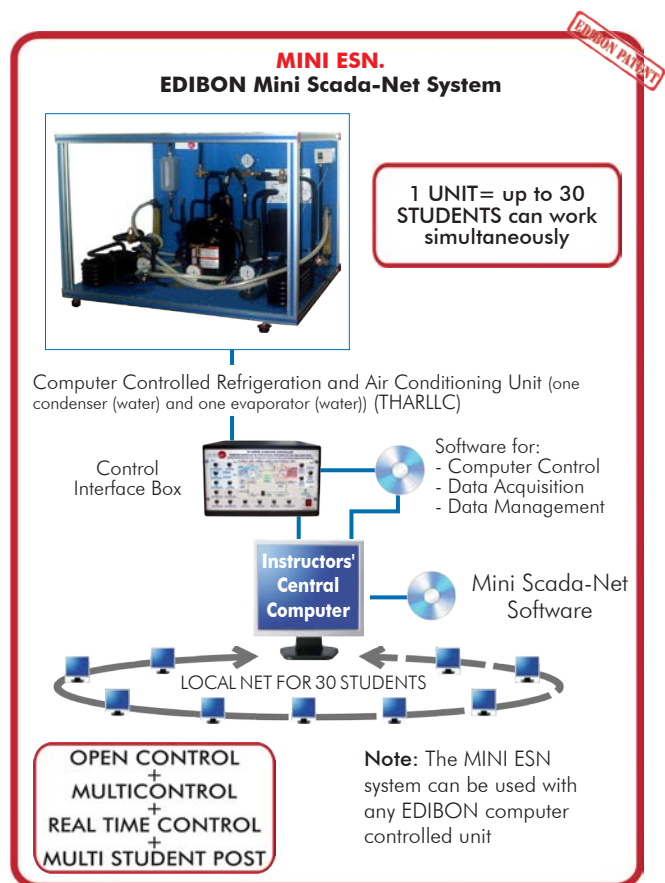 EDIBON PATENT
MINI ESN.
EDIBON Mini Scada-Net System
1 UNIT= up to 30
STUDENTS can work
simultaneously
Computer Controlled Refrigeration and Air Conditioning Unit (one
condenser (water) and one evaporator (water)) (THARLLC)
Control
Interface Box
Software for:
- Computer Control
- Data Acquisition
- Data Management
Instructors'
Central
Computer
Mini Scada-Net
Software
LOCAL NET FOR 30 STUDENTS
OPEN CONTROL
+
MULTICONTROL
+
REAL TIME CONTROL
+
MULTI STUDENT POST
Note: The MINI ESN
system can be used with
any EDIBON computer
controlled unit